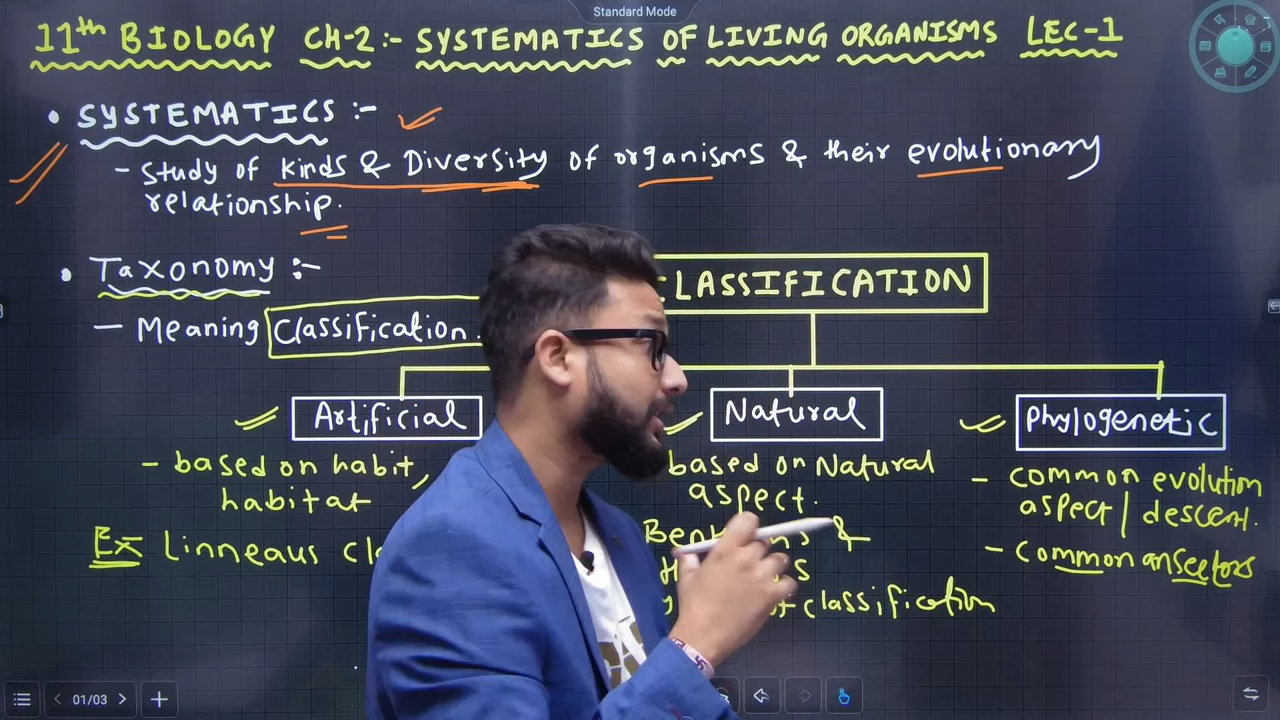 Standard Mode
11th BIOLOGY CH-2:- SYSTEMATICS OF LIVING ORGANISMS LEC-1
• SYSTEMATICS :-
- Study of Kinds & Diversity of organisms & their evolutionary
relationship.
• Taxonomy :-
- Meaning Classification.
LASSIFICATION
Artificial
- based on habit,
habitat
Ex Linneaus
Natural
based on Natural
aspect.
&
classification
Phylogenetic
- common evolution
aspect/ descent.
- common ansectors
01/03